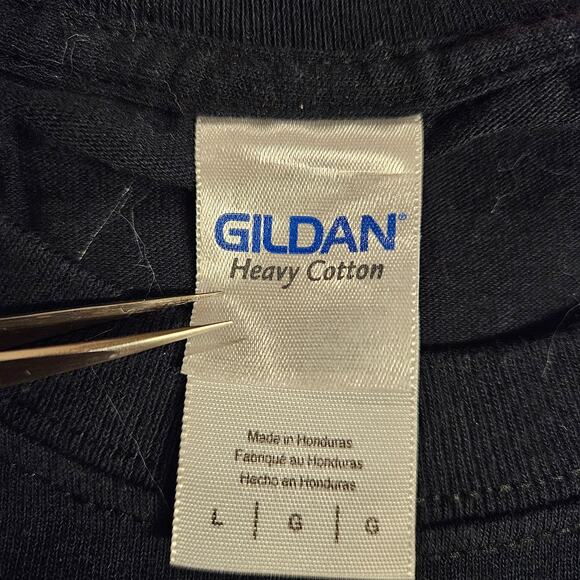 GILDAN®
Heavy Cotton
Made in Honduras
Fabriqué au Honduras
Hecho en Honduras
L | G | G